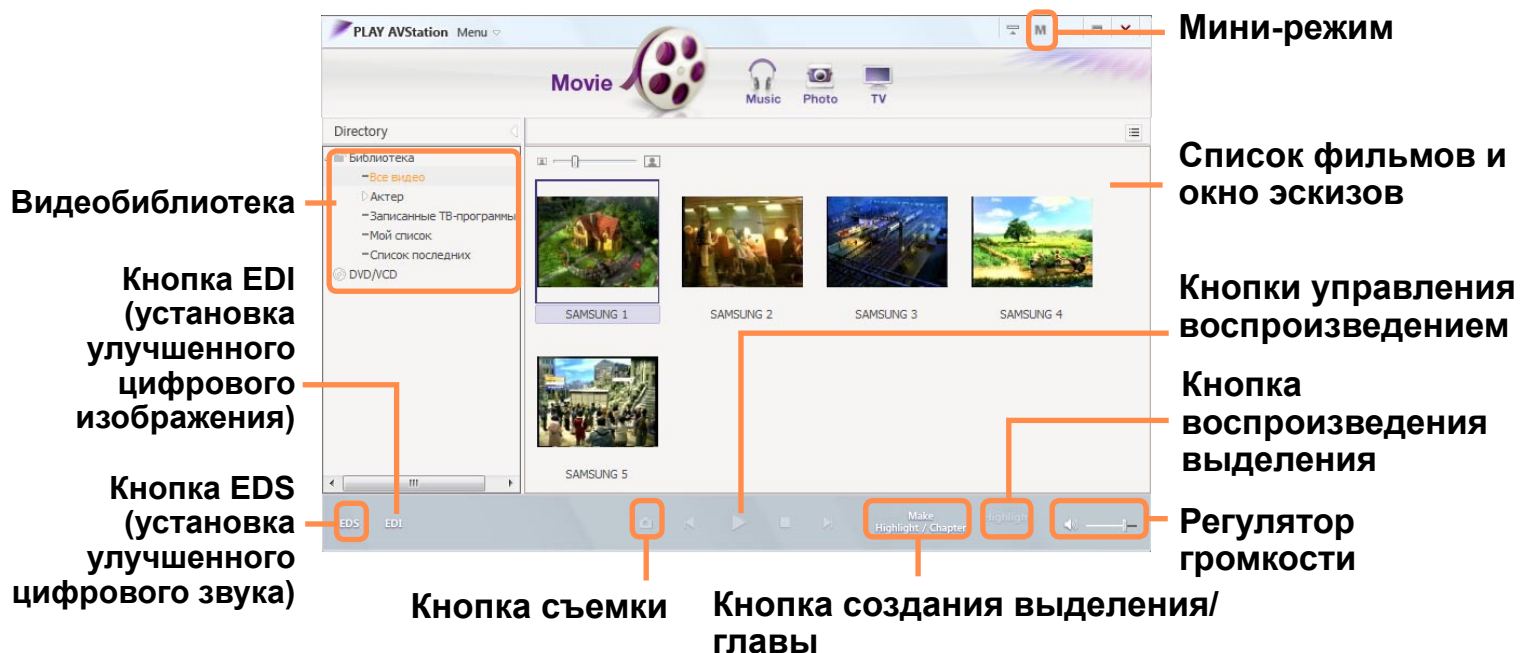 PLAY AVStation Menu
M
Мини-режим
Movie
Music
Photo
TV
Directory
Библиотека
Все видео
Актер
Записанные ТВ-программы
Мой список
Список последних
DVD/VCD
Видеобиблиотека
Список фильмов и
окно эскизов
SAMSUNG 1
SAMSUNG 2
SAMSUNG 3
SAMSUNG 4
SAMSUNG 5
Кнопка EDI
(установка
улучшенного
цифрового
изображения)
Кнопки управления
воспроизведением
Кнопка
воспроизведения
выделения
Кнопка EDS
(установка
улучшенного
цифрового звука)
EDS
EDI
Make
Highlight / Chapter
Highlight
Регулятор
громкости
Кнопка съемки
Кнопка создания выделения/
главы